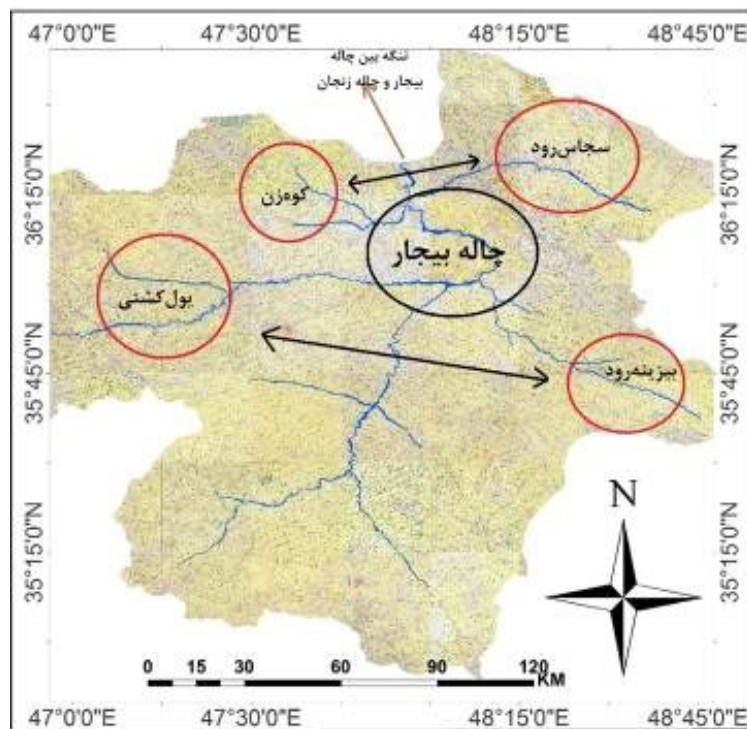 47°0'0"E 47°30'0"E 48°15'0"E 48°45'0"E
تنگه بین چاله
بیجار و چاله زنجان
سجاس‌رود
کوه‌زن
چاله بیجار
یول‌کشتی
بیزینه‌رود
36°15'0"N
35°45'0"N
35°15'0"N
36°15'0"N
35°45'0"N
35°15'0"N
N
0 15 30 60 90 120
KM
47°0'0"E 47°30'0"E 48°15'0"E 48°45'0"E